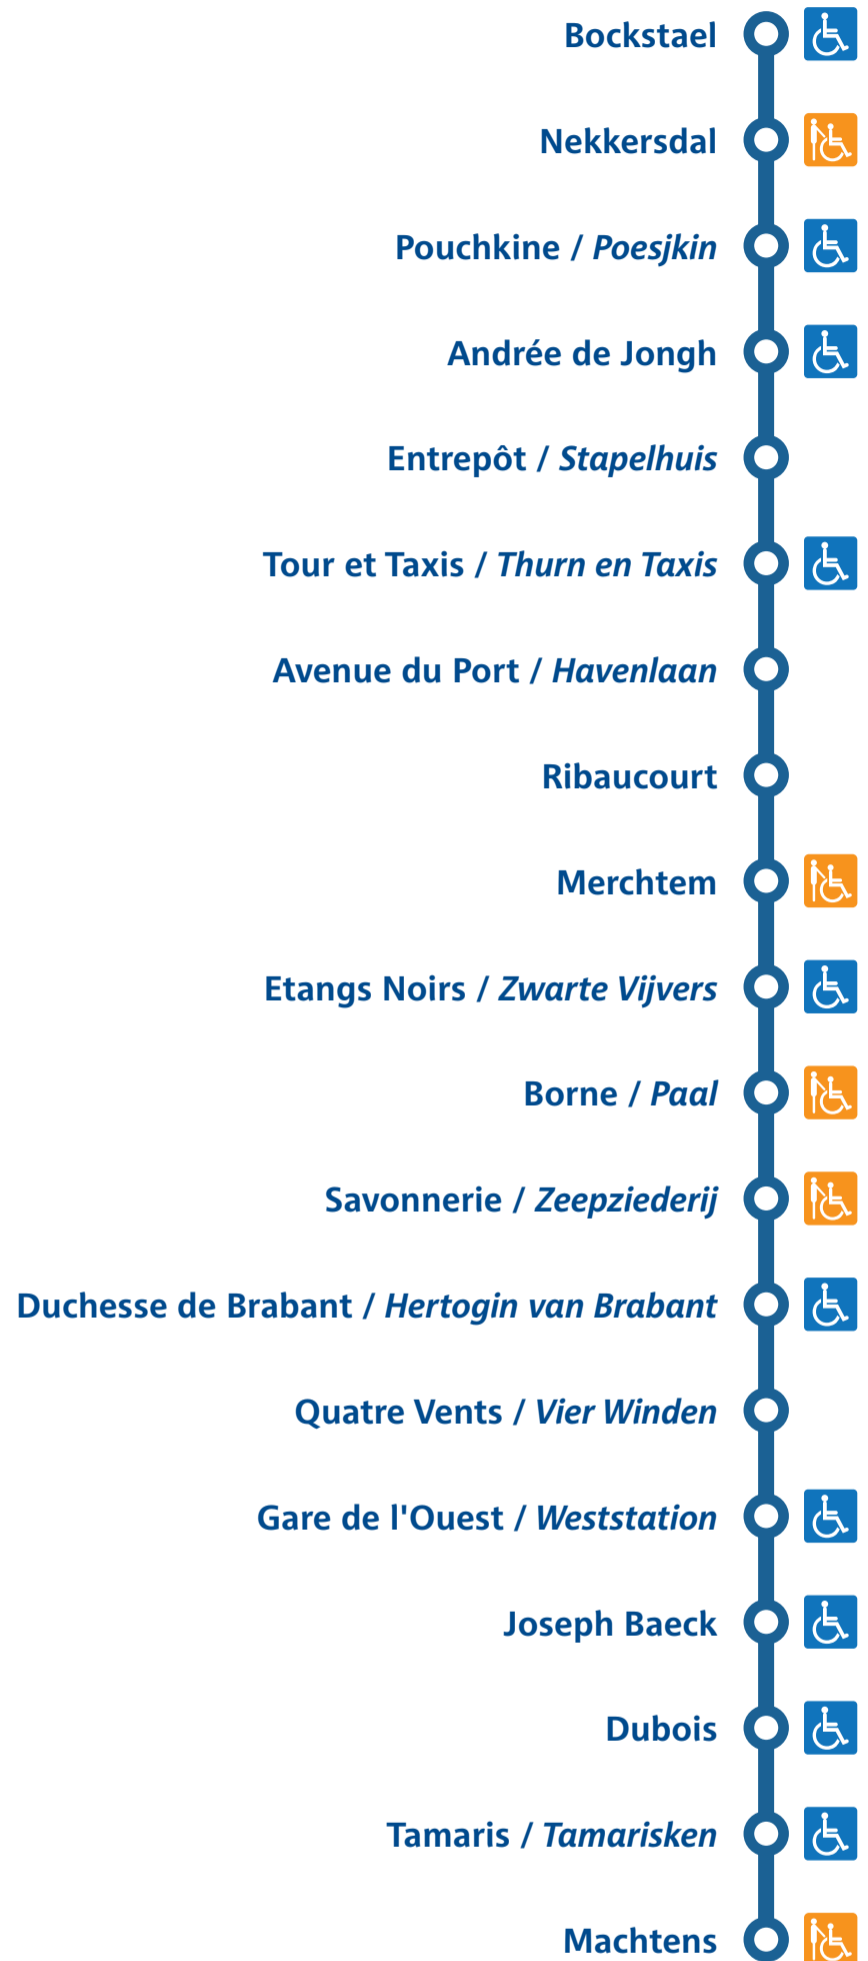 Bockstael
Nekkersdal
Pouchkine / Poesjkin
Andrée de Jongh
Entrepôt / Stapelhuis
Tour et Taxis / Thurn en Taxis
Avenue du Port / Havenlaan
Ribaucourt
Merchtem
Etangs Noirs / Zwarte Vijvers
Borne / Paal
Savonnerie / Zeepziederij
Duchesse de Brabant / Hertogin van Brabant
Quatre Vents / Vier Winden
Gare de l'Ouest / Weststation
Joseph Baeck
Dubois
Tamaris / Tamarisken
Machtens